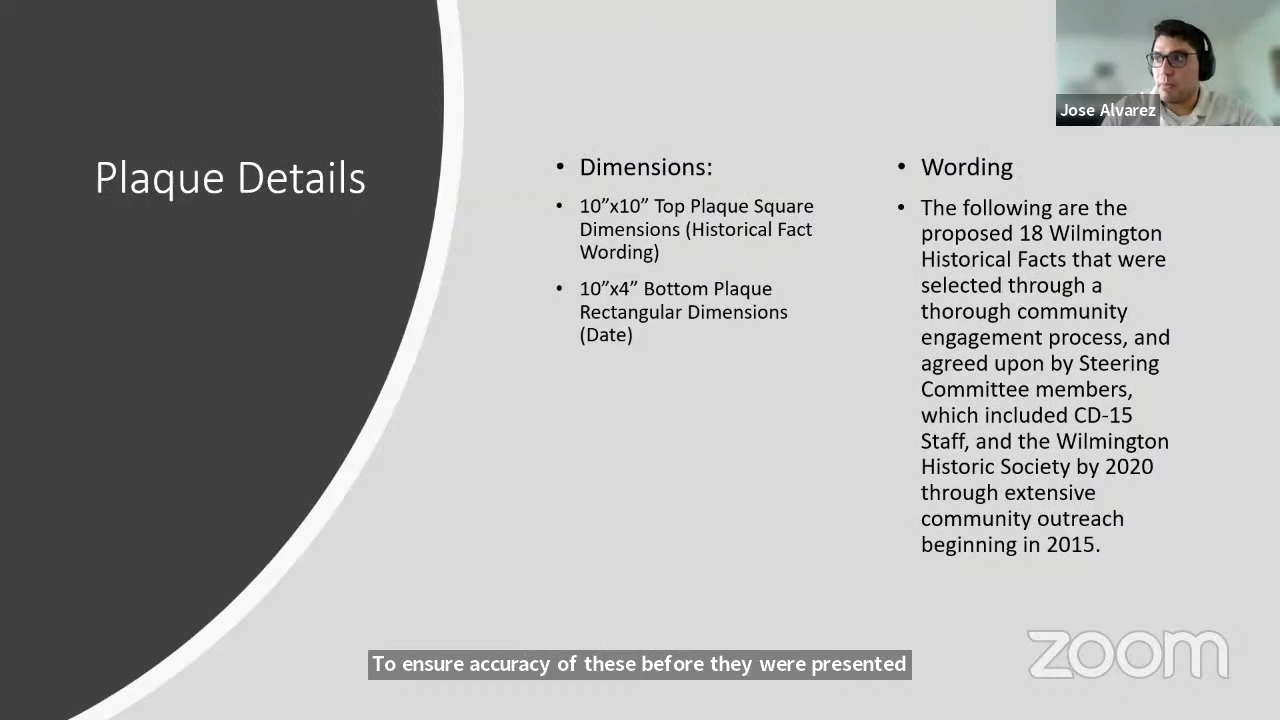 Plaque Details
• Dimensions:
• 10”x10” Top Plaque Square
Dimensions (Historical Fact
Wording)
• 10”x4” Bottom Plaque
Rectangular Dimensions
(Date)
• Wording
• The following are the
proposed 18 Wilmington
Historical Facts that were
selected through a
thorough community
engagement process, and
agreed upon by Steering
Committee members,
which included CD-15
Staff, and the Wilmington
Historic Society by 2020
through extensive
community outreach
beginning in 2015.
Jose Alvarez
To ensure accuracy of these before they were presented
zoom